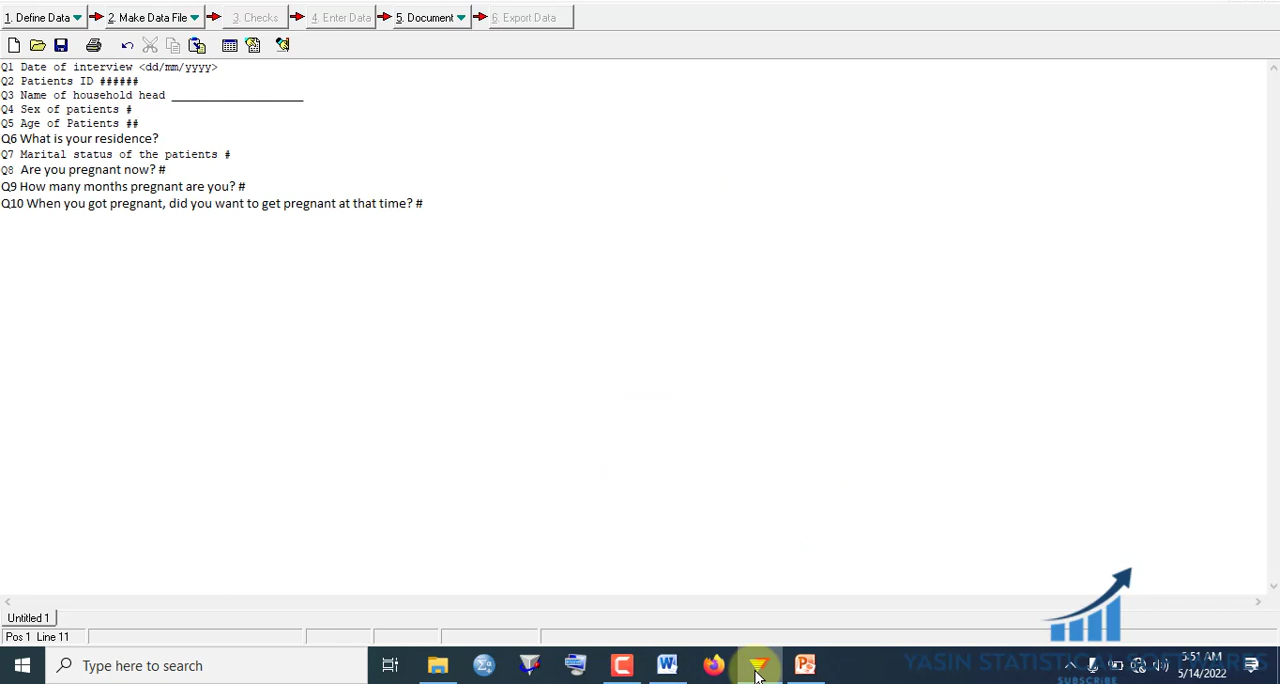 1. Define Data 2. Make Data File 3. Checks 4. Enter Data 5. Document 6. Export Data
Q1 Date of interview <dd/mm/yyyy>
Q2 Patients ID ######
Q3 Name of household head ____________________
Q4 Sex of patients #
Q5 Age of Patients ##
Q6 What is your residence?
Q7 Marital status of the patients #
Q8 Are you pregnant now? #
Q9 How many months pregnant are you? #
Q10 When you got pregnant, did you want to get pregnant at that time? #
Untitled 1
Pos 1 Line 11
Type here to search
YASIN STATISTICAL SOFTWARES
SUBSCRIBE
5:51 AM
5/14/2022